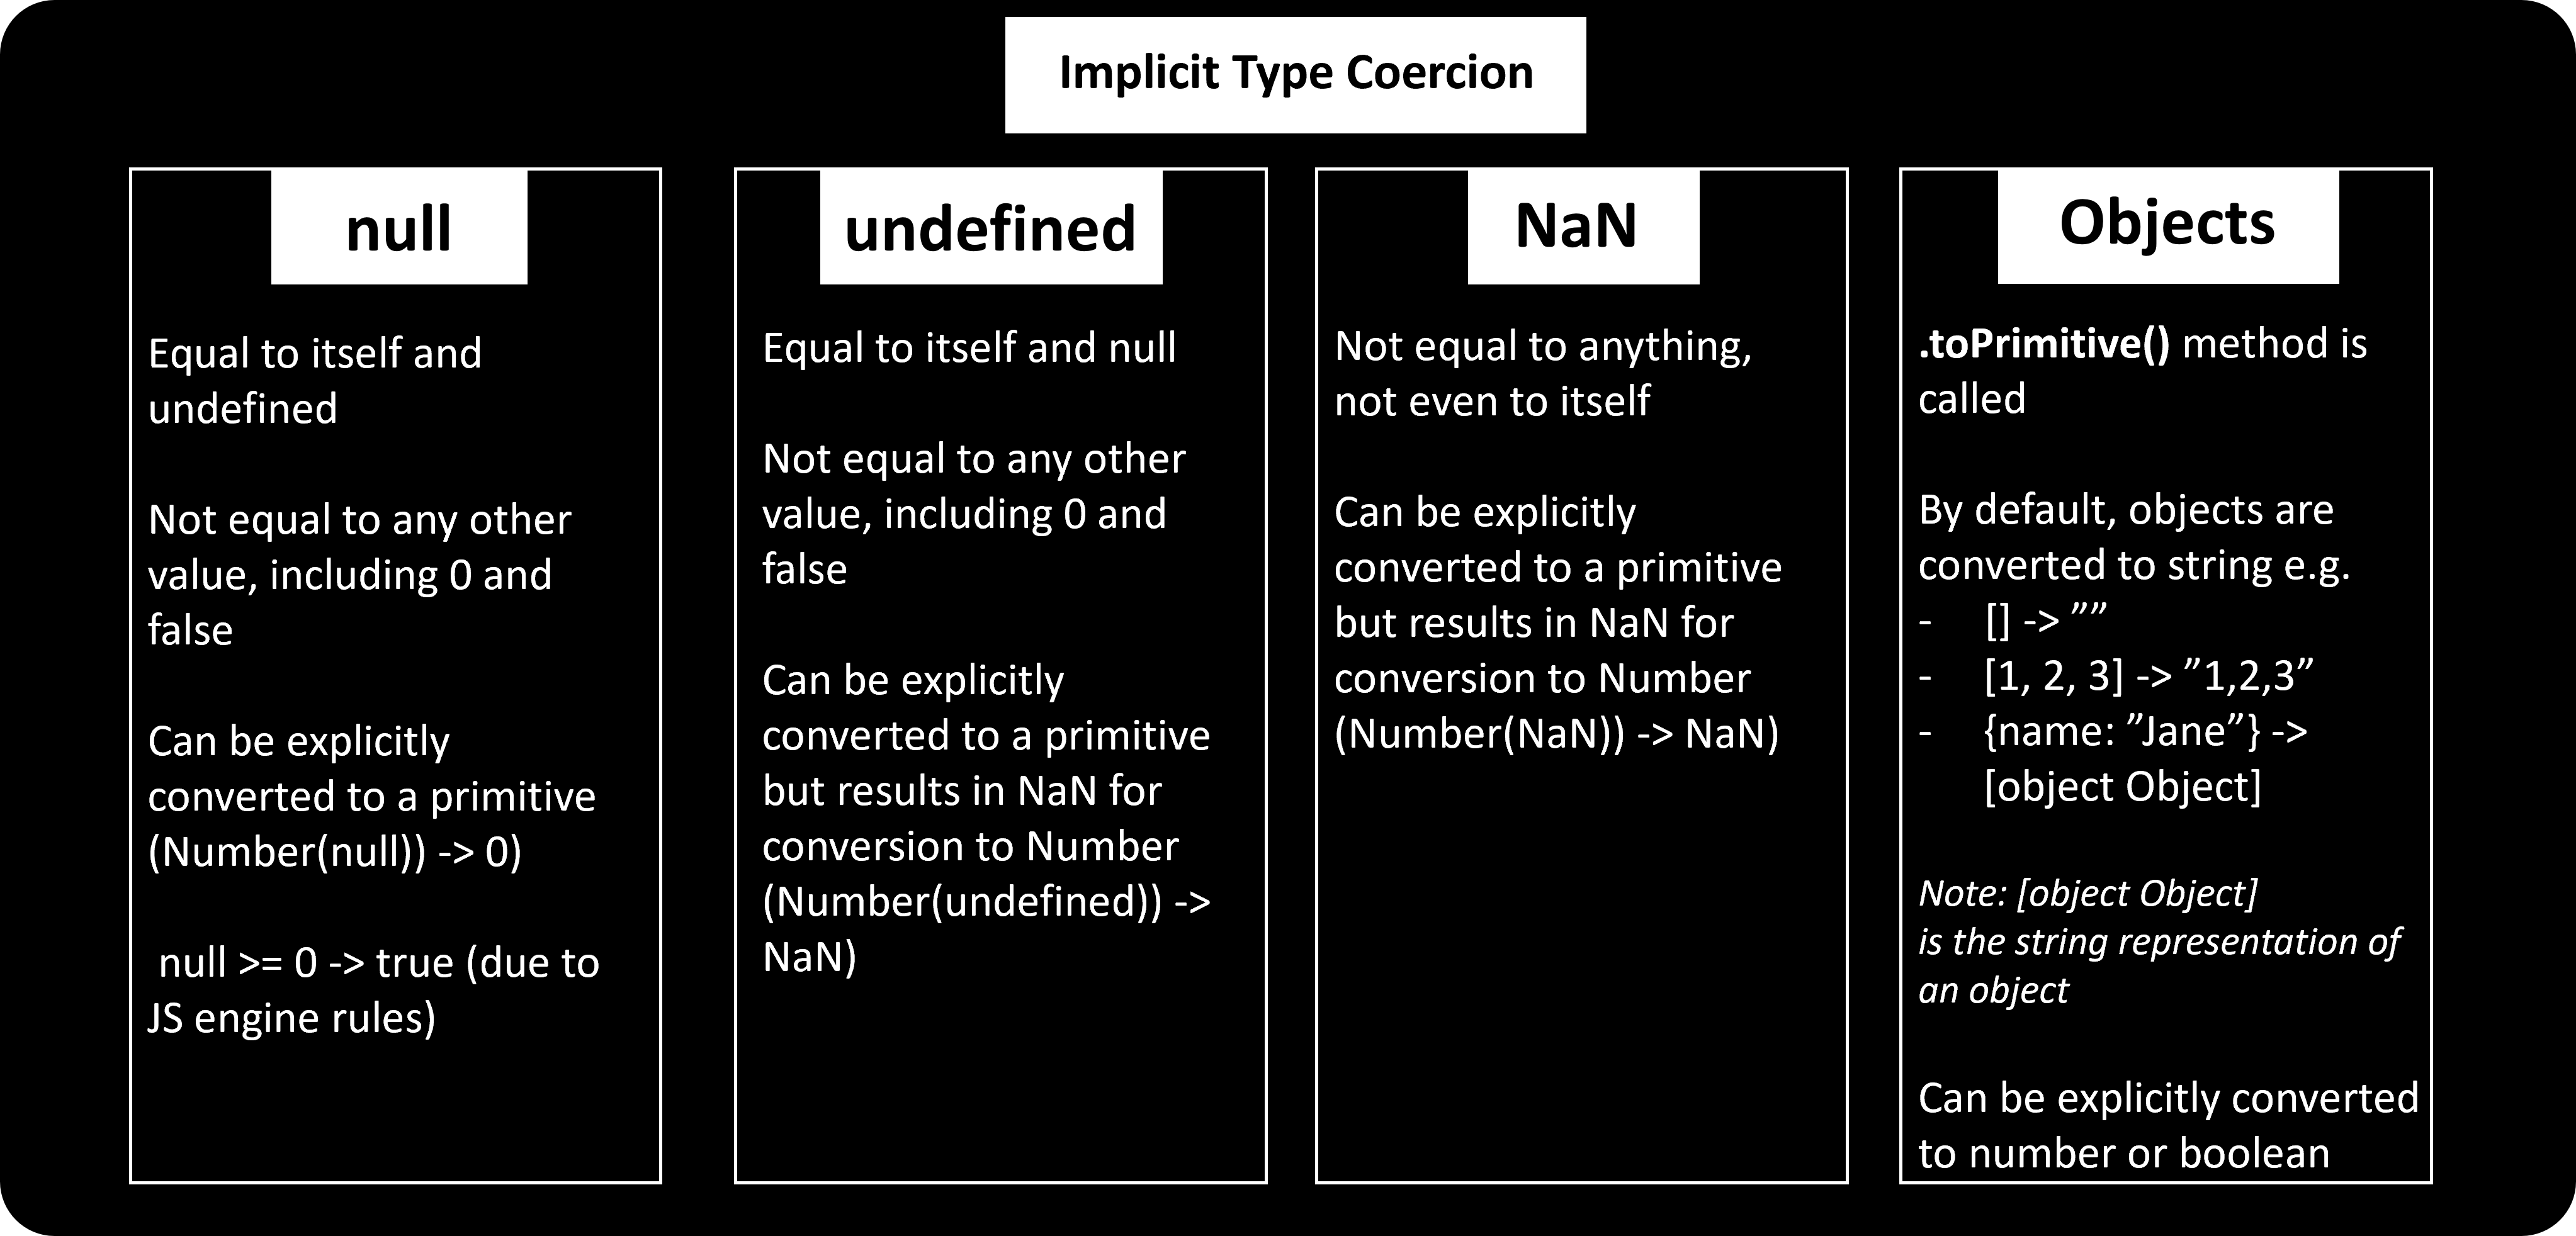 Implicit Type Coercion
null
Equal to itself and
undefined
Not equal to any other
value, including 0 and
false
Can be explicitly
converted to a primitive
(Number(null)) -> 0)
null >= 0 -> true (due to
JS engine rules)
undefined
Equal to itself and null
Not equal to any other
value, including 0 and
false
Can be explicitly
converted to a primitive
but results in NaN for
conversion to Number
(Number(undefined)) ->
NaN)
NaN
Not equal to anything,
not even to itself
Can be explicitly
converted to a primitive
but results in NaN for
conversion to Number
(Number(NaN)) -> NaN)
Objects
.toPrimitive() method is
called
By default, objects are
converted to string e.g.
- [] -> ””
- [1, 2, 3] -> ”1,2,3”
- {name: ”Jane”} ->
[object Object]
Note: [object Object]
is the string representation of
an object
Can be explicitly converted
to number or boolean